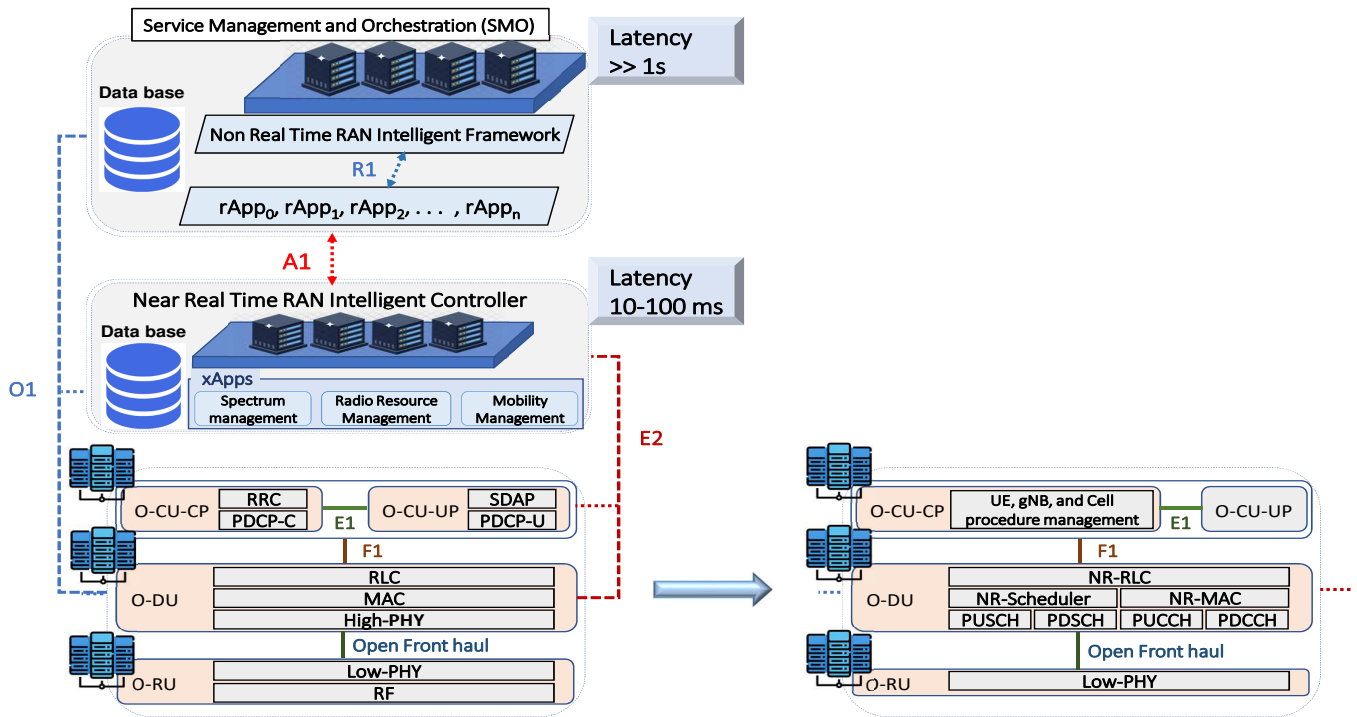 Service Management and Orchestration (SMO)
Latency
>> 1s
Data base
Non Real Time RAN Intelligent Framework
R1
rApp0, rApp1, rApp2, . . . , rAppn
A1
Latency
10-100 ms
Near Real Time RAN Intelligent Controller
Data base
O1
xApps
Spectrum
management
Radio Resource
Management
Mobility
Management
E2
O-CU-CP
RRC
PDCP-C
E1
O-CU-UP
SDAP
PDCP-U
F1
O-DU
RLC
MAC
High-PHY
Open Front haul
O-RU
Low-PHY
RF
O-CU-CP
UE, gNB, and Cell
procedure management
E1
O-CU-UP
F1
O-DU
NR-RLC
NR-Scheduler
NR-MAC
PUSCH
PDSCH
PUCCH
PDCCH
Open Front haul
O-RU
Low-PHY